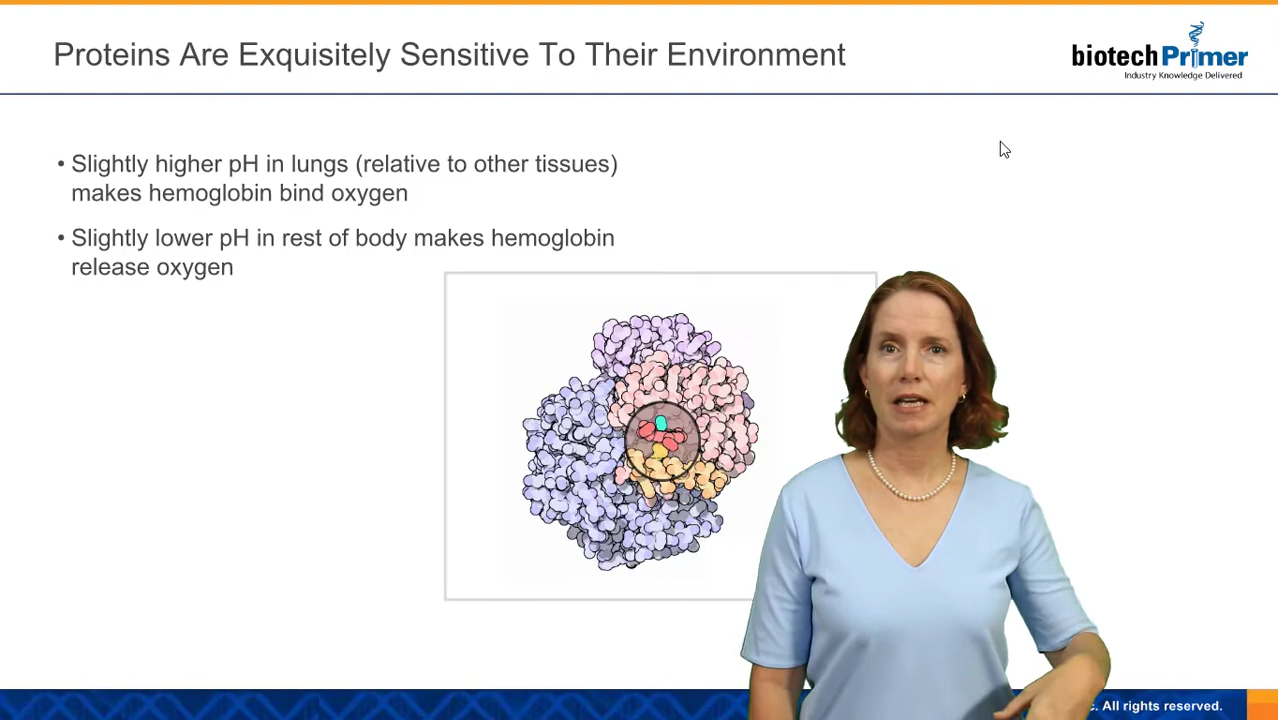 Proteins Are Exquisitely Sensitive To Their Environment
biotechPrimer
Industry Knowledge Delivered
• Slightly higher pH in lungs (relative to other tissues)
makes hemoglobin bind oxygen
• Slightly lower pH in rest of body makes hemoglobin
release oxygen
c. All rights reserved.